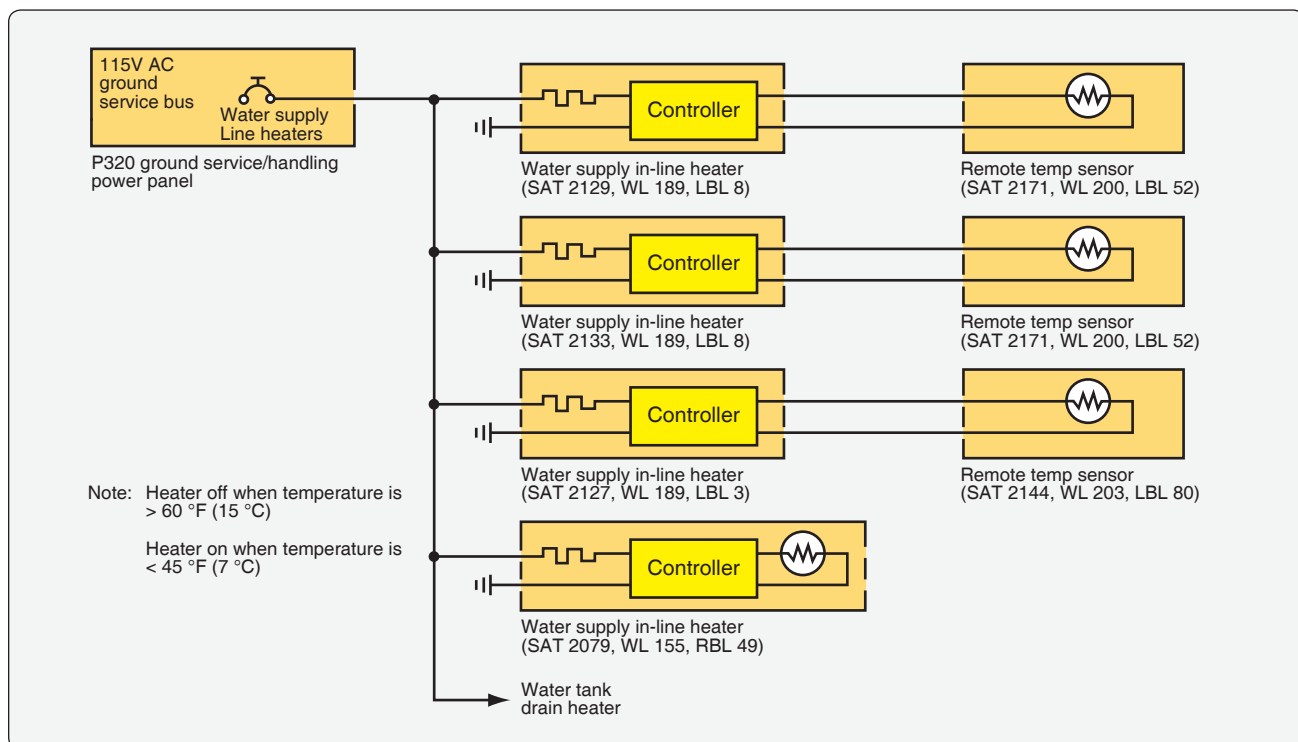 115V AC
ground
service bus
Water supply
Line heaters
P320 ground service/handling
power panel
Controller
Water supply in-line heater
(SAT 2129, WL 189, LBL 8)
Remote temp sensor
(SAT 2171, WL 200, LBL 52)
Controller
Water supply in-line heater
(SAT 2133, WL 189, LBL 8)
Remote temp sensor
(SAT 2171, WL 200, LBL 52)
Controller
Water supply in-line heater
(SAT 2127, WL 189, LBL 3)
Remote temp sensor
(SAT 2144, WL 203, LBL 80)
Note: Heater off when temperature is
> 60 °F (15 °C)
Heater on when temperature is
< 45 °F (7 °C)
Controller
Water supply in-line heater
(SAT 2079, WL 155, RBL 49)
Water tank
drain heater